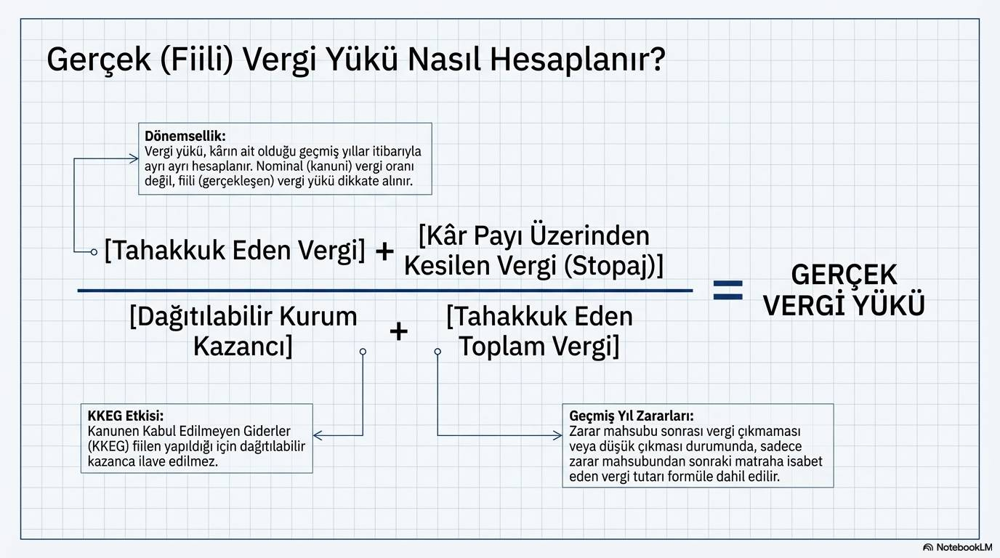 Gerçek (Fiili) Vergi Yükü Nasıl Hesaplanır?
Dönemsellik:
Vergi yükü, kârın ait olduğu geçmiş yıllar itibarıyla
ayrı ayrı hesaplanır. Nominal (kanuni) vergi oranı
değil, fiili (gerçekleşen) vergi yükü dikkate alınır.
[Tahakkuk Eden Vergi] + [Kâr Payı Üzerinden
Kesilen Vergi (Stopaj)]
[Dağıtılabilir Kurum
Kazancı]
+
[Tahakkuk Eden
Toplam Vergi]
=
GERÇEK
VERGİ YÜKÜ
KKEG Etkisi:
Kanunen Kabul Edilmeyen Giderler
(KKEG) fiilen yapıldığı için dağıtılabilir
kazanca ilave edilmez.
Geçmiş Yıl Zararları:
Zarar mahsubu sonrası vergi çıkmaması
veya düşük çıkması durumunda, sadece
zarar mahsubundan sonraki matraha isabet
eden vergi tutarı formüle dahil edilir.
NotebookLM